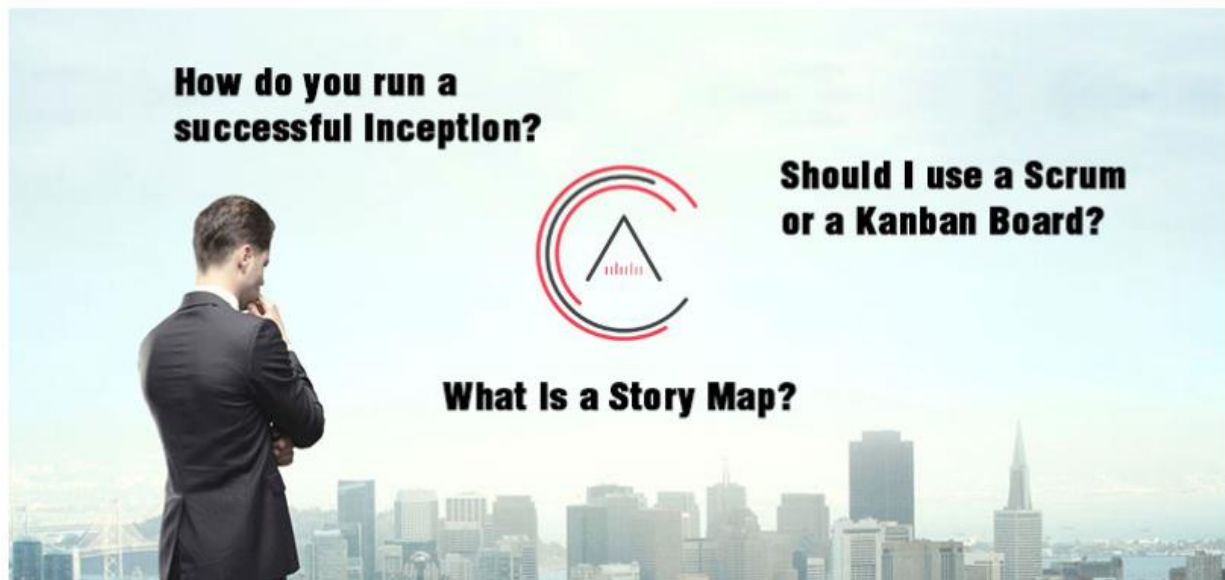 How do you run a
successful Inception?
Should I use a Scrum
or a Kanban Board?
What Is a Story Map?